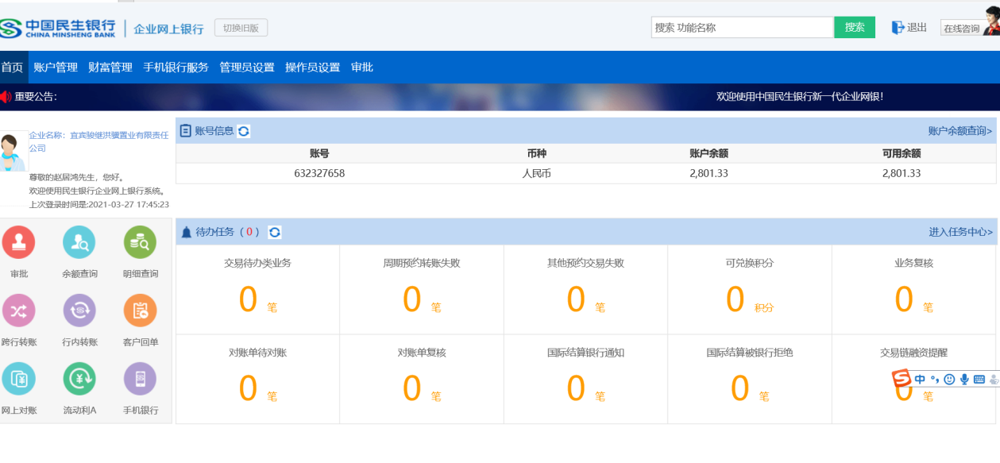 中国民生银行
CHINA MINSHENG BANK
企业网上银行
切换旧版
搜索 功能名称
搜索
退出
在线咨询
首页 账户管理 财富管理 手机银行服务 管理员设置 操作员设置 审批
重要公告：
欢迎使用中国民生银行新一代企业网银!
企业名称：宜宾骏继洪骥置业有限责任
公司
尊敬的赵居鸿先生，您好。
欢迎使用民生银行企业网上银行系统。
上次登录时间是:2021-03-27 17:45:23
账号信息
账户余额查询>
账号 币种 账户余额 可用余额
632327658 人民币 2,801.33 2,801.33
审批 余额查询 明细查询
跨行转账 行内转账 客户回单
网上对账 流动利A 手机银行
待办任务（0）
进入任务中心>
交易待办类业务 周期预约转账失败 其他预约交易失败 可兑换积分 业务复核
0 笔 0 笔 0 笔 0 积分 0 笔
对账单待对账 对账单复核 国际结算银行通知 国际结算被银行拒绝 交易链融资提醒
0 笔 0 笔 0 笔 0 笔 0 笔
S 中